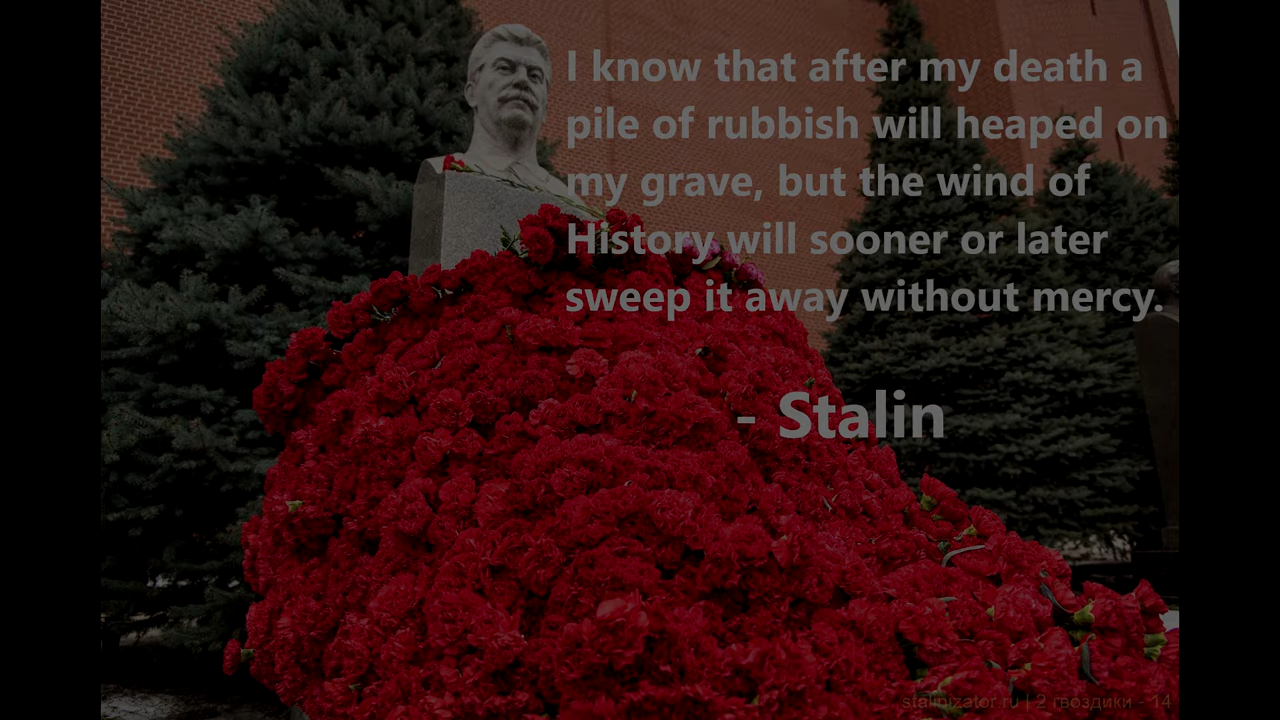 I know that after my death a
pile of rubbish will heaped on
my grave, but the wind of
History will sooner or later
sweep it away without mercy.
- Stalin
stalinizator.ru | 2 гвоздики - 14